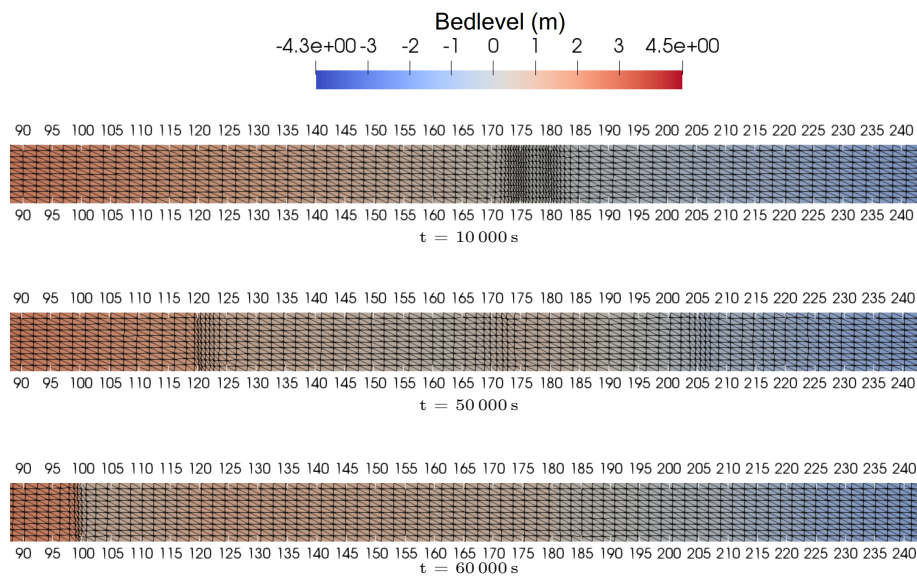 Bedlevel (m)
-4.3e+00 -3 -2 -1 0 1 2 3 4.5e+00
90 95 100 105 110 115 120 125 130 135 140 145 150 155 160 165 170 175 180 185 190 195 200 205 210 215 220 225 230 235 240
90 95 100 105 110 115 120 125 130 135 140 145 150 155 160 165 170 175 180 185 190 195 200 205 210 215 220 225 230 235 240
t = 10 000 s
90 95 100 105 110 115 120 125 130 135 140 145 150 155 160 165 170 175 180 185 190 195 200 205 210 215 220 225 230 235 240
90 95 100 105 110 115 120 125 130 135 140 145 150 155 160 165 170 175 180 185 190 195 200 205 210 215 220 225 230 235 240
t = 50 000 s
90 95 100 105 110 115 120 125 130 135 140 145 150 155 160 165 170 175 180 185 190 195 200 205 210 215 220 225 230 235 240
90 95 100 105 110 115 120 125 130 135 140 145 150 155 160 165 170 175 180 185 190 195 200 205 210 215 220 225 230 235 240
t = 60 000 s